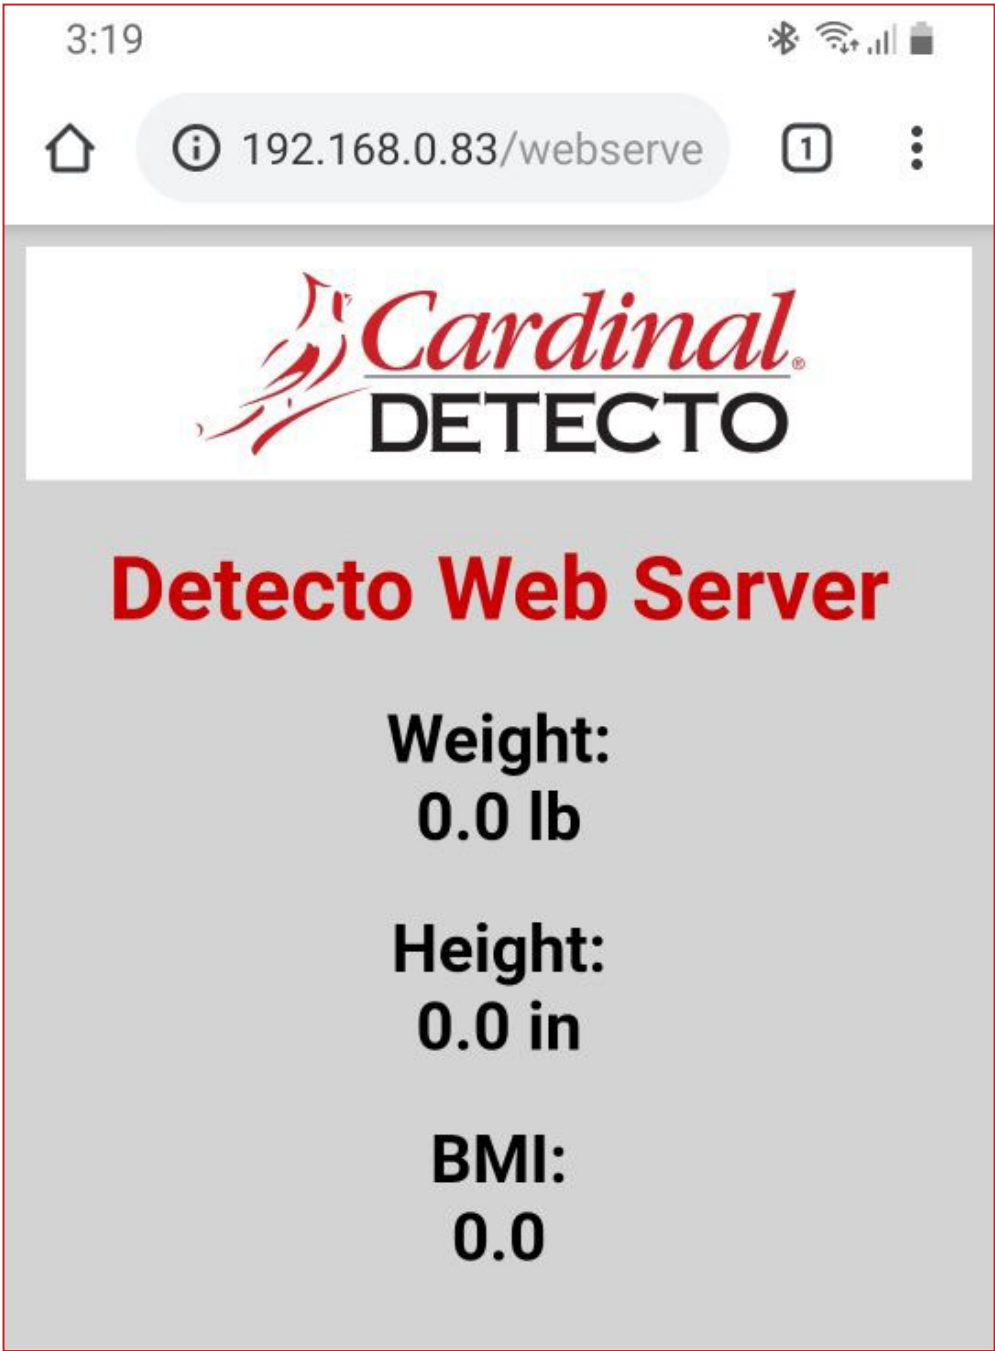 3:19
192.168.0.83/webserve
1
Cardinal®
DETECTO
Detecto Web Server
Weight:
0.0 lb
Height:
0.0 in
BMI:
0.0